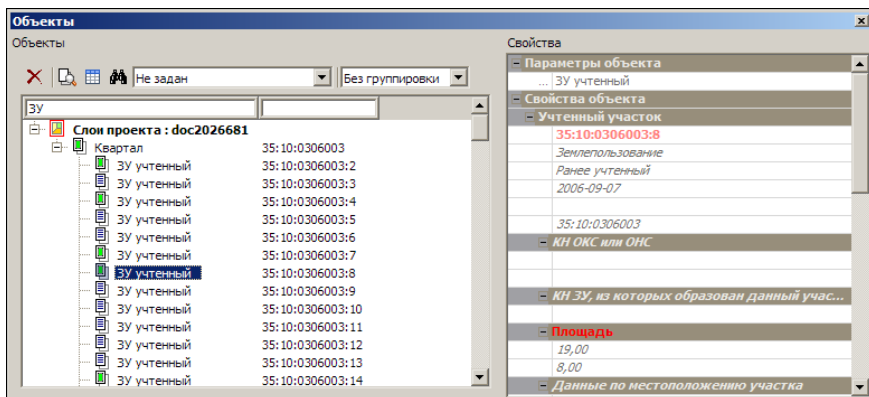 Объекты
Объекты
Не задан
Без группировки
ЗУ
Слои проекта : doc2026681
Квартал 35:10:0306003
ЗУ учтенный 35:10:0306003:2
ЗУ учтенный 35:10:0306003:3
ЗУ учтенный 35:10:0306003:4
ЗУ учтенный 35:10:0306003:5
ЗУ учтенный 35:10:0306003:6
ЗУ учтенный 35:10:0306003:7
ЗУ учтенный 35:10:0306003:8
ЗУ учтенный 35:10:0306003:9
ЗУ учтенный 35:10:0306003:10
ЗУ учтенный 35:10:0306003:11
ЗУ учтенный 35:10:0306003:12
ЗУ учтенный 35:10:0306003:13
ЗУ учтенный 35:10:0306003:14
Свойства
Параметры объекта
... ЗУ учтенный
Свойства объекта
Учтенный участок
35:10:0306003:8
Землепользование
Ранее учтенный
2006-09-07
35:10:0306003
КН ОКС или ОНС
КН ЗУ, из которых образован данный учас...
Площадь
19,00
8,00
Данные по местоположению участка